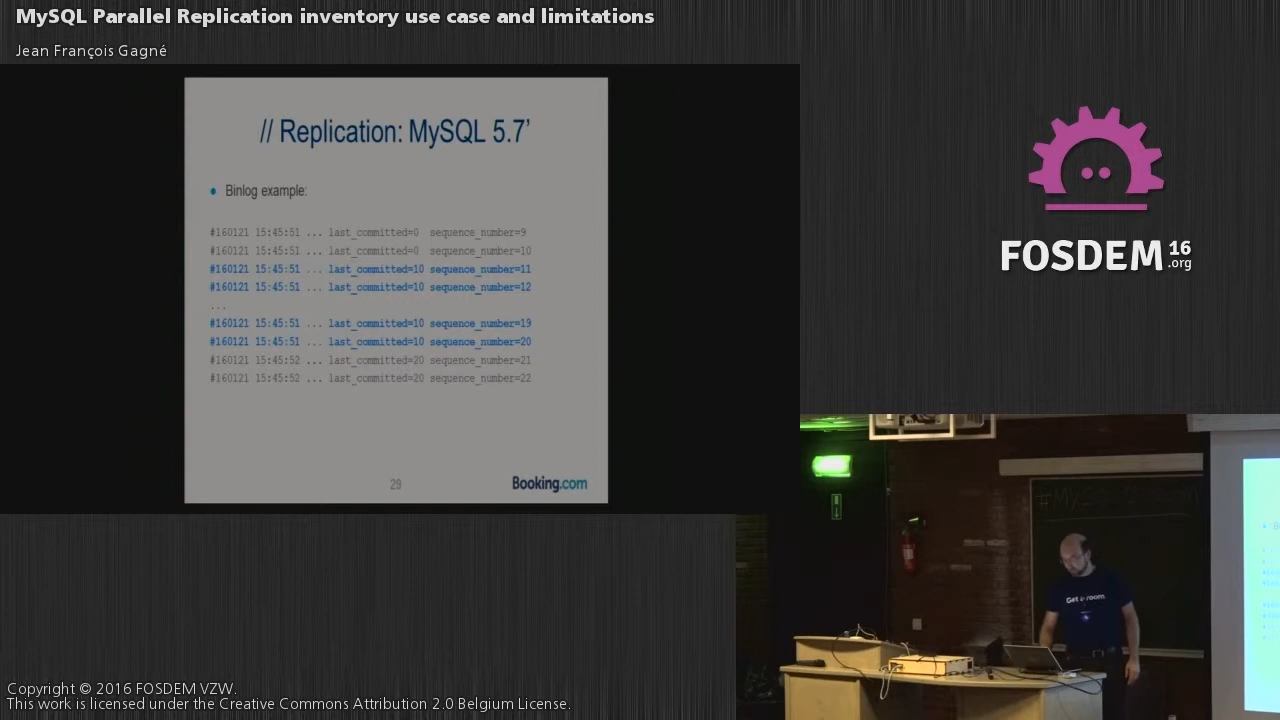 MySQL Parallel Replication inventory use case and limitations
Jean François Gagné
// Replication: MySQL 5.7'
• Binlog example:
#160121 15:45:51 ... last_committed=0 sequence_number=9
#160121 15:45:51 ... last_committed=0 sequence_number=10
#160121 15:45:51 ... last_committed=10 sequence_number=11
#160121 15:45:51 ... last_committed=10 sequence_number=12
...
#160121 15:45:51 ... last_committed=10 sequence_number=19
#160121 15:45:51 ... last_committed=10 sequence_number=20
#160121 15:45:52 ... last_committed=20 sequence_number=21
#160121 15:45:52 ... last_committed=20 sequence_number=22
29
Booking.com
FOSDEM 16
.org
Get a room
Copyright © 2016 FOSDEM VZW.
This work is licensed under the Creative Commons Attribution 2.0 Belgium License.